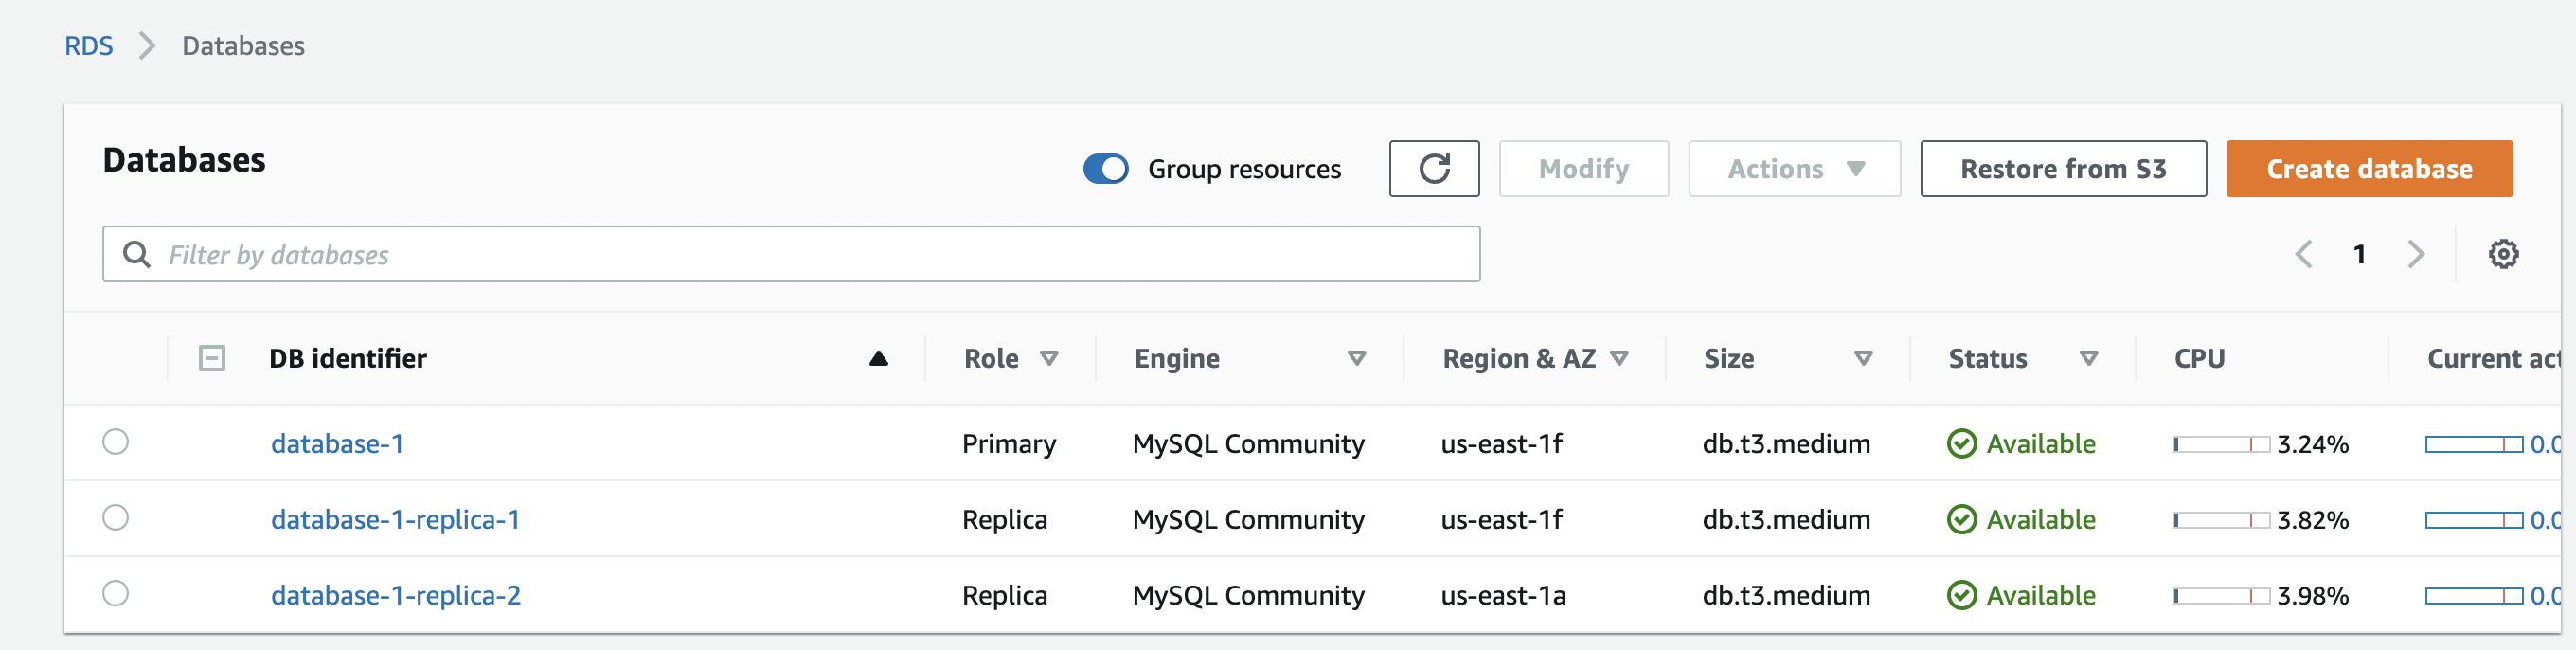 RDS > Databases
Databases
Group resources Modify Actions Restore from S3 Create database
Filter by databases 1
DB identifier Role Engine Region & AZ Size Status CPU Current act
database-1 Primary MySQL Community us-east-1f db.t3.medium Available 3.24% 0.0
database-1-replica-1 Replica MySQL Community us-east-1f db.t3.medium Available 3.82% 0.0
database-1-replica-2 Replica MySQL Community us-east-1a db.t3.medium Available 3.98% 0.0